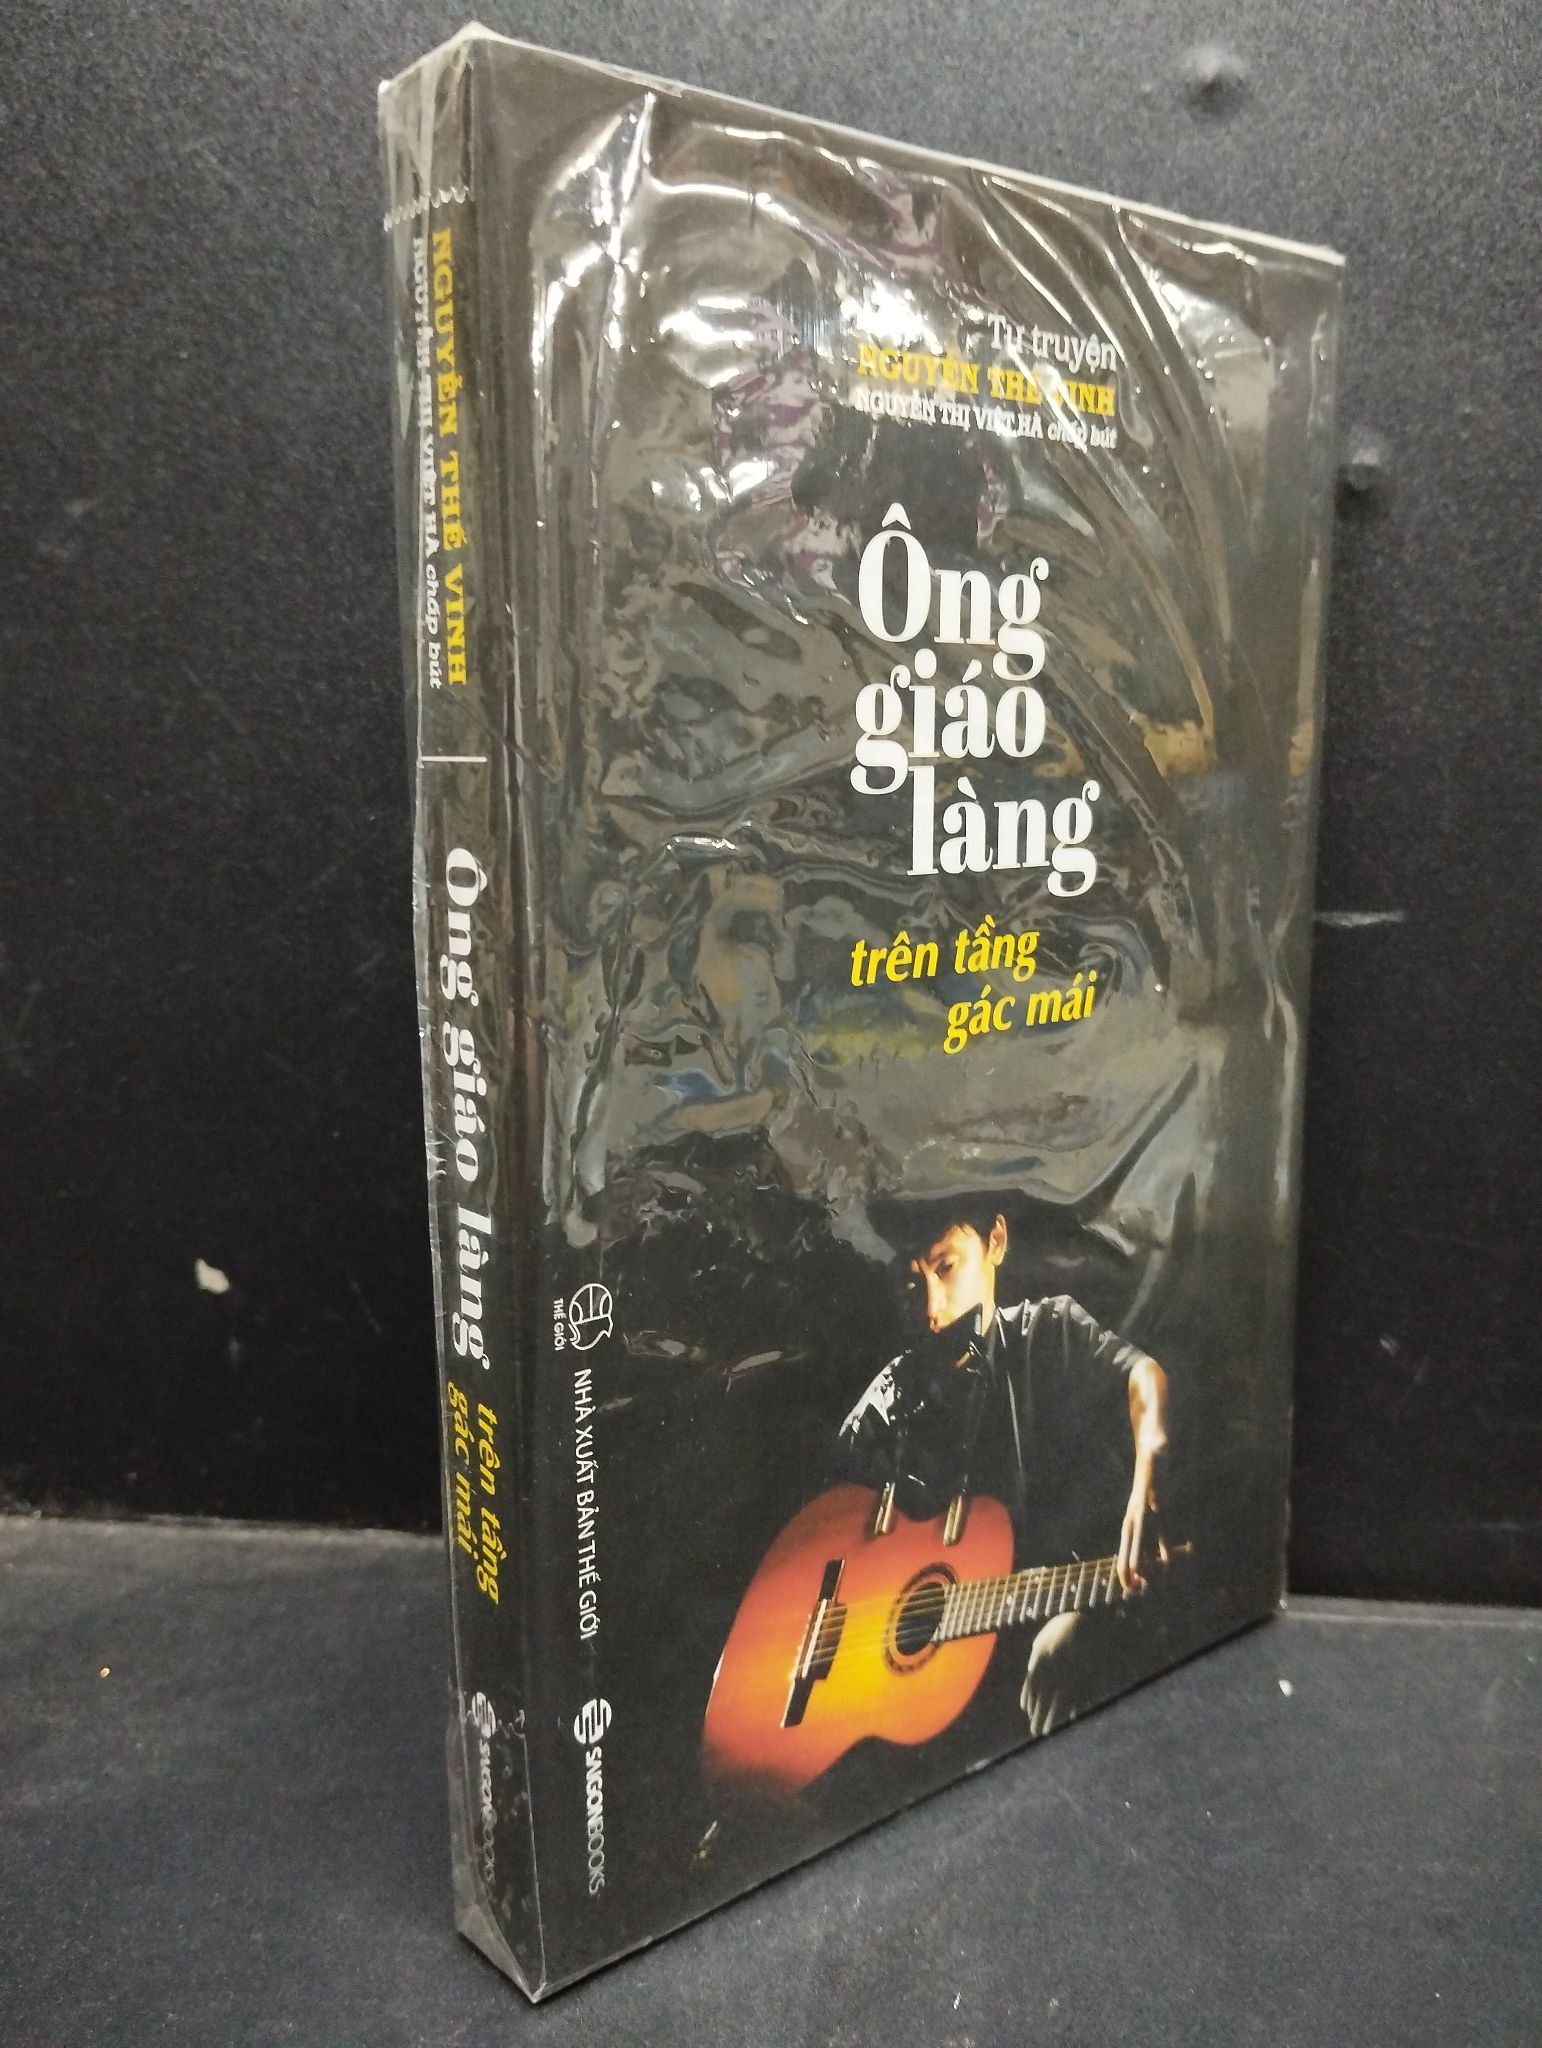 NGUYỄN THẾ VINH
NGUYỄN THỊ VIỆT HÀ chấp bút
Ông giáo làng
trên tầng
gác mái
SAIGONBOOKS
Tự truyện
NGUYỄN THẾ VINH
NGUYỄN THỊ VIỆT HÀ chấp bút
Ông
giáo
làng
trên tầng
gác mái
THẾ GIỚI
NHÀ XUẤT BẢN THẾ GIỚI
SAIGONBOOKS